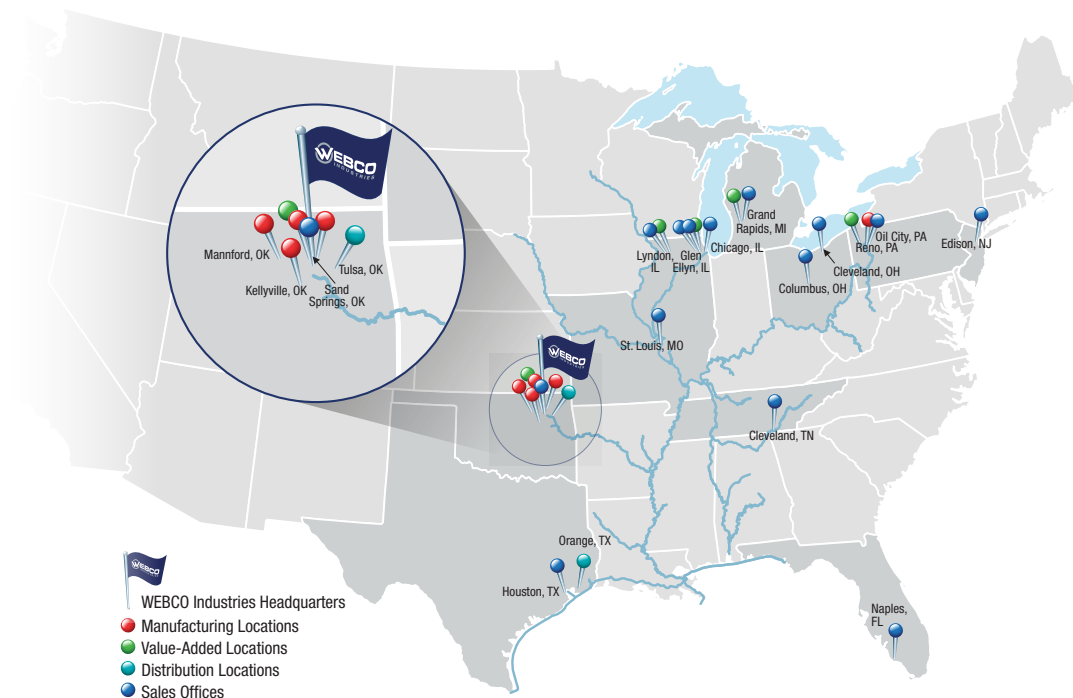 WEBCO
INDUSTRIES
Mannford, OK
Kellyville, OK
Sand
Springs, OK
Tulsa, OK
Lyndon,
IL
Glen
Ellyn, IL
Chicago, IL
Grand
Rapids, MI
Oil City, PA
Reno, PA
Cleveland, OH
Columbus, OH
Edison, NJ
St. Louis, MO
WEBCO
INDUSTRIES
Cleveland, TN
Orange, TX
Houston, TX
Naples,
FL
WEBCO
WEBCO Industries Headquarters
Manufacturing Locations
Value-Added Locations
Distribution Locations
Sales Offices